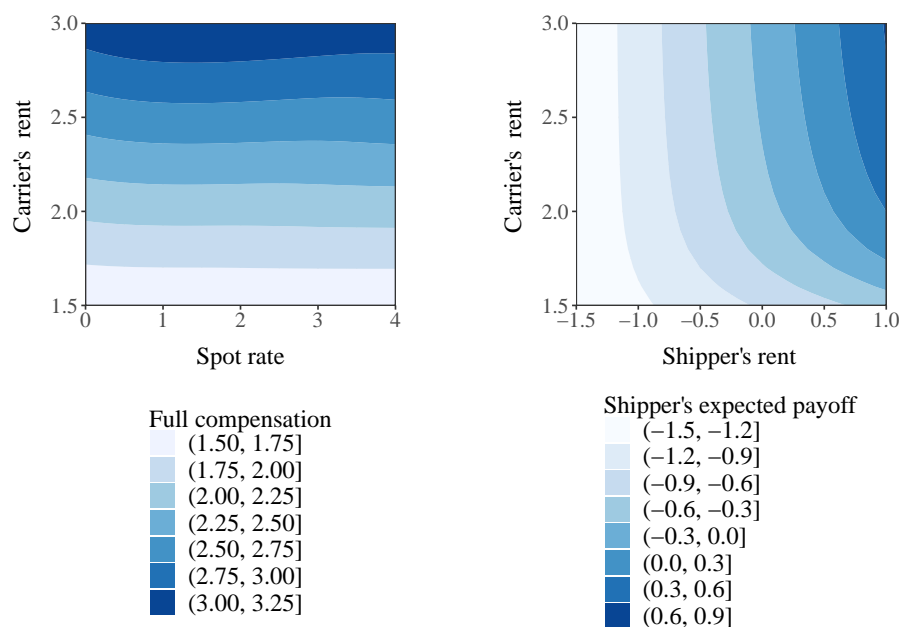 3.0
2.5
2.0
1.5
Carrier's rent
0 1 2 3 4
Spot rate
Full compensation
(1.50, 1.75]
(1.75, 2.00]
(2.00, 2.25]
(2.25, 2.50]
(2.50, 2.75]
(2.75, 3.00]
(3.00, 3.25]
3.0
2.5
2.0
1.5
Carrier's rent
−1.5 −1.0 −0.5 0.0 0.5 1.0
Shipper's rent
Shipper's expected payoff
(−1.5, −1.2]
(−1.2, −0.9]
(−0.9, −0.6]
(−0.6, −0.3]
(−0.3, 0.0]
(0.0, 0.3]
(0.3, 0.6]
(0.6, 0.9]